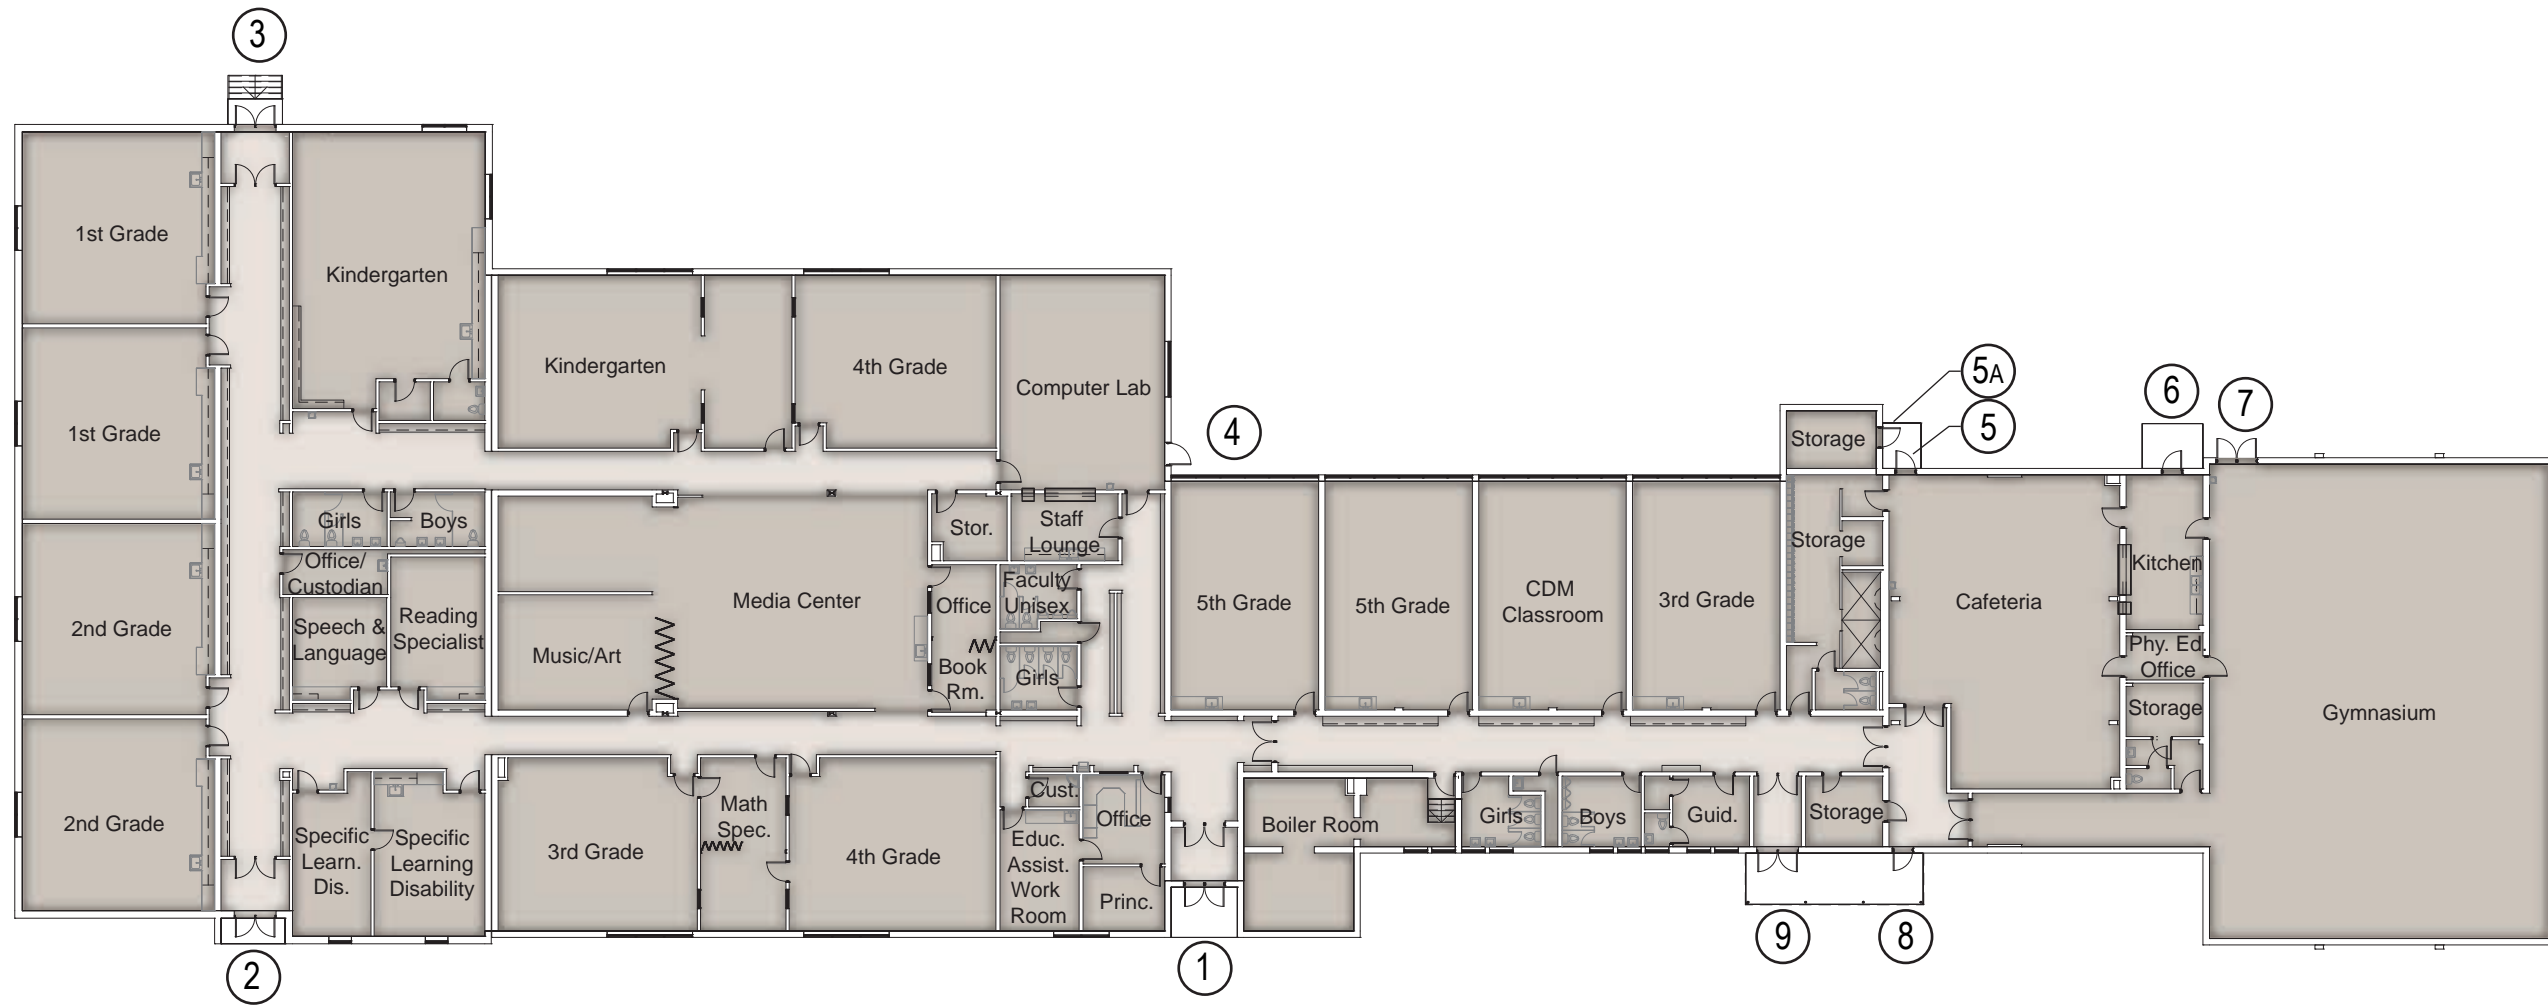 3
1st Grade
Kindergarten
1st Grade
2nd Grade
2nd Grade
Girls
Boys
Office/
Custodian
Speech &
Language
Reading
Specialist
Specific
Learn.
Dis.
Specific
Learning
Disability
2
Kindergarten
4th Grade
Computer Lab
4
Media Center
Music/Art
Stor.
Staff
Lounge
Office
Faculty
Unisex
Book
Rm.
Girls
3rd Grade
Math
Spec.
4th Grade
Cust.
Office
Educ.
Assist.
Work
Room
Princ.
1
5th Grade
5th Grade
CDM
Classroom
3rd Grade
Storage
Storage
5A
5
6
7
Cafeteria
Kitchen
Phy. Ed.
Office
Storage
Gymnasium
Boiler Room
Girls
Boys
Guid.
Storage
9
8